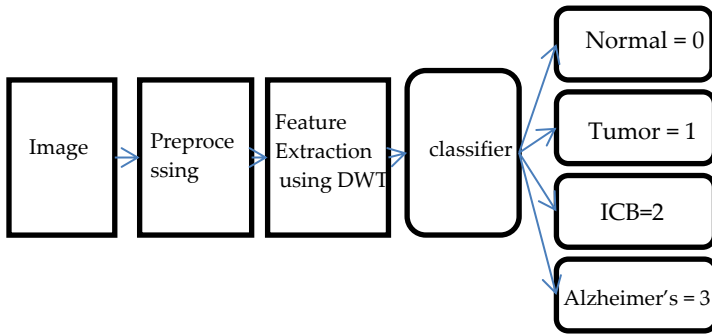 Image
Preproce
ssing
Feature
Extraction
using DWT
classifier
Normal = 0
Tumor = 1
ICB=2
Alzheimer's = 3